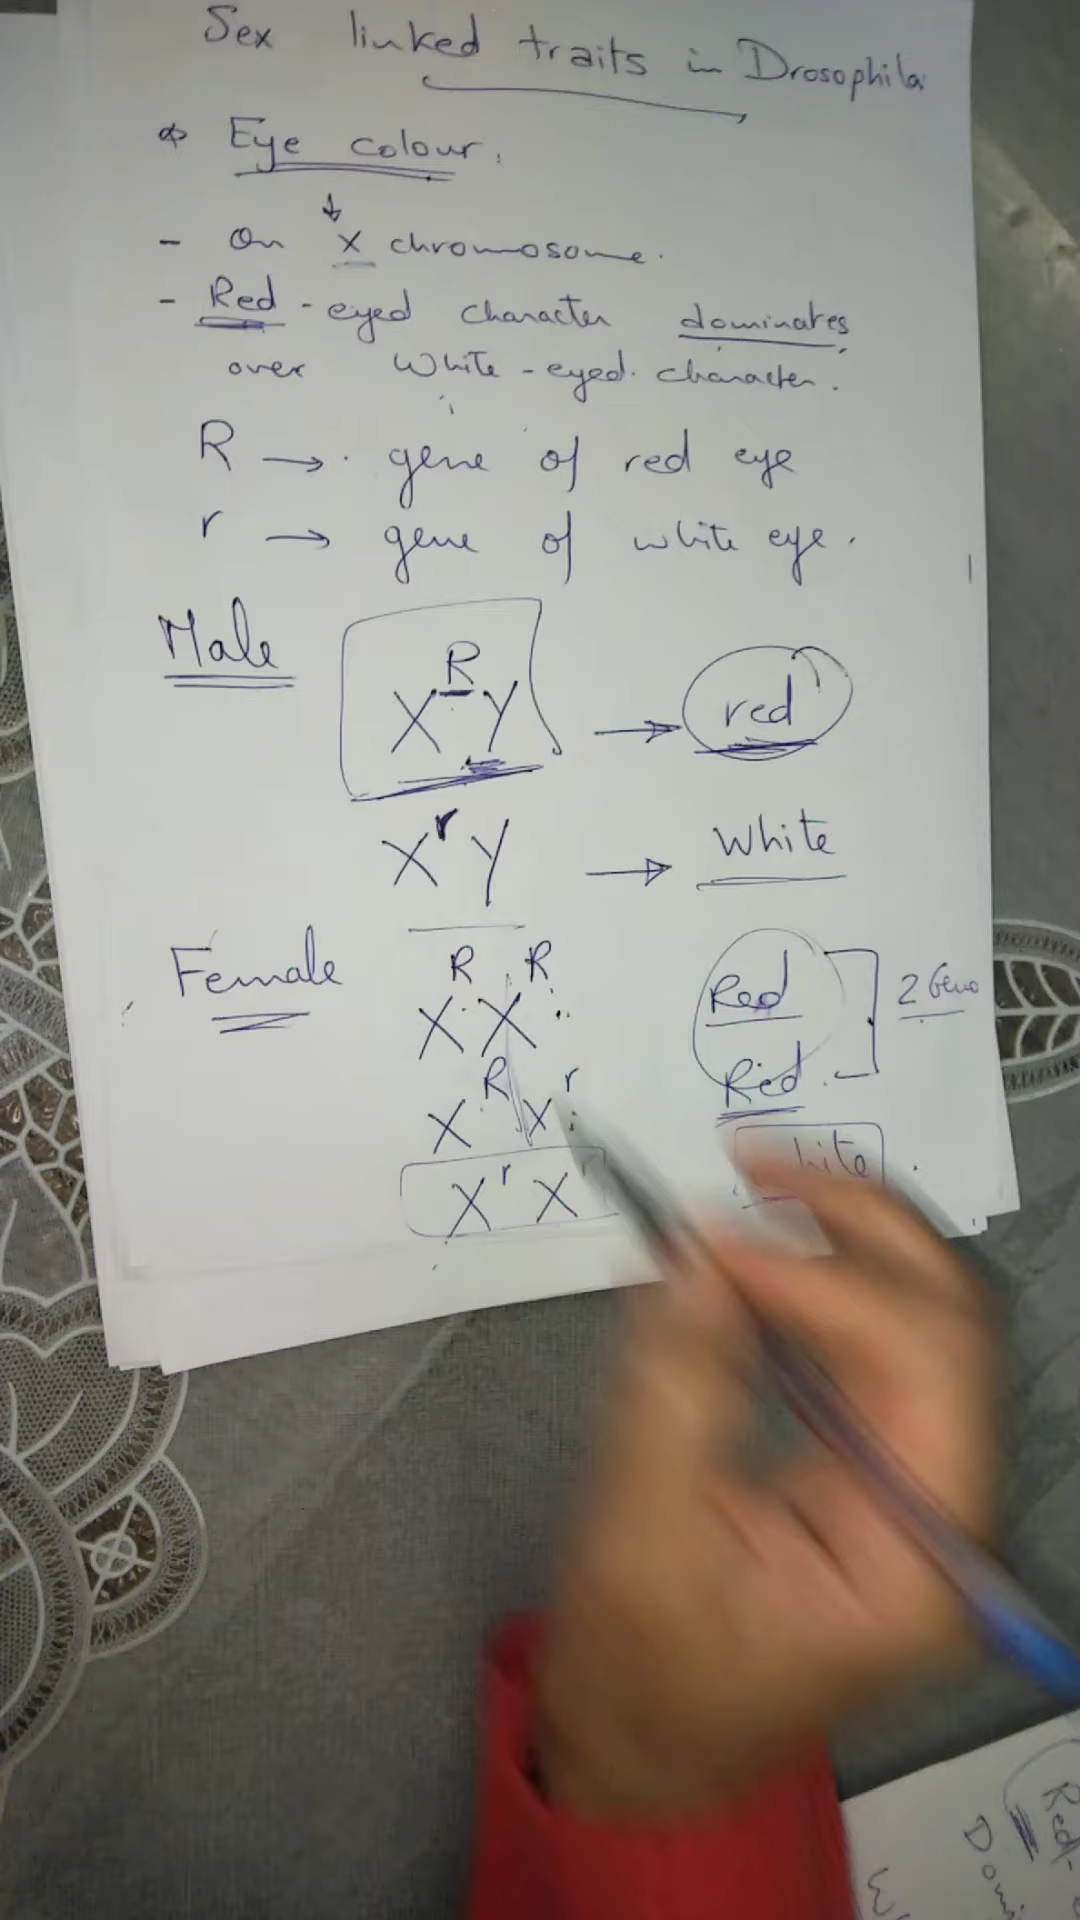 Sex linked traits in Drosophila
Eye colour.
- On X chromosome.
- Red-eyed character dominates
over White-eyed character.
R → gene of red eye
r → gene of white eye.
Male
X^R Y → red
X^r Y → White
Female
X^R X^R Red
2 Geno
X^R X^r Red
X^r X^r
Red-